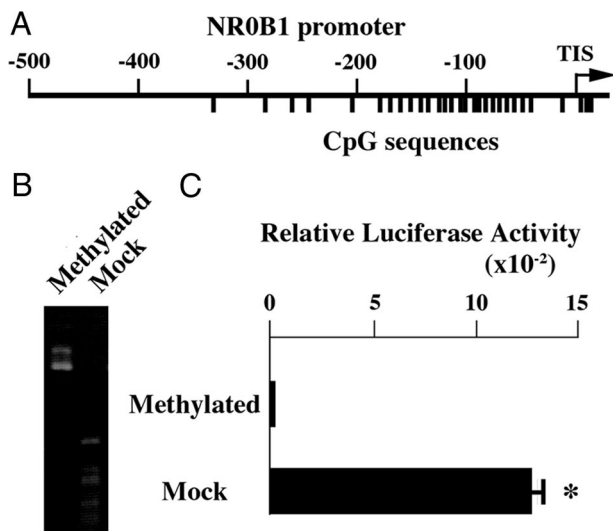 A
NR0B1 promoter
-500 -400 -300 -200 -100 TIS
CpG sequences
B
Methylated
Mock
C
Relative Luciferase Activity
(x10-2)
0 5 10 15
Methylated
Mock *